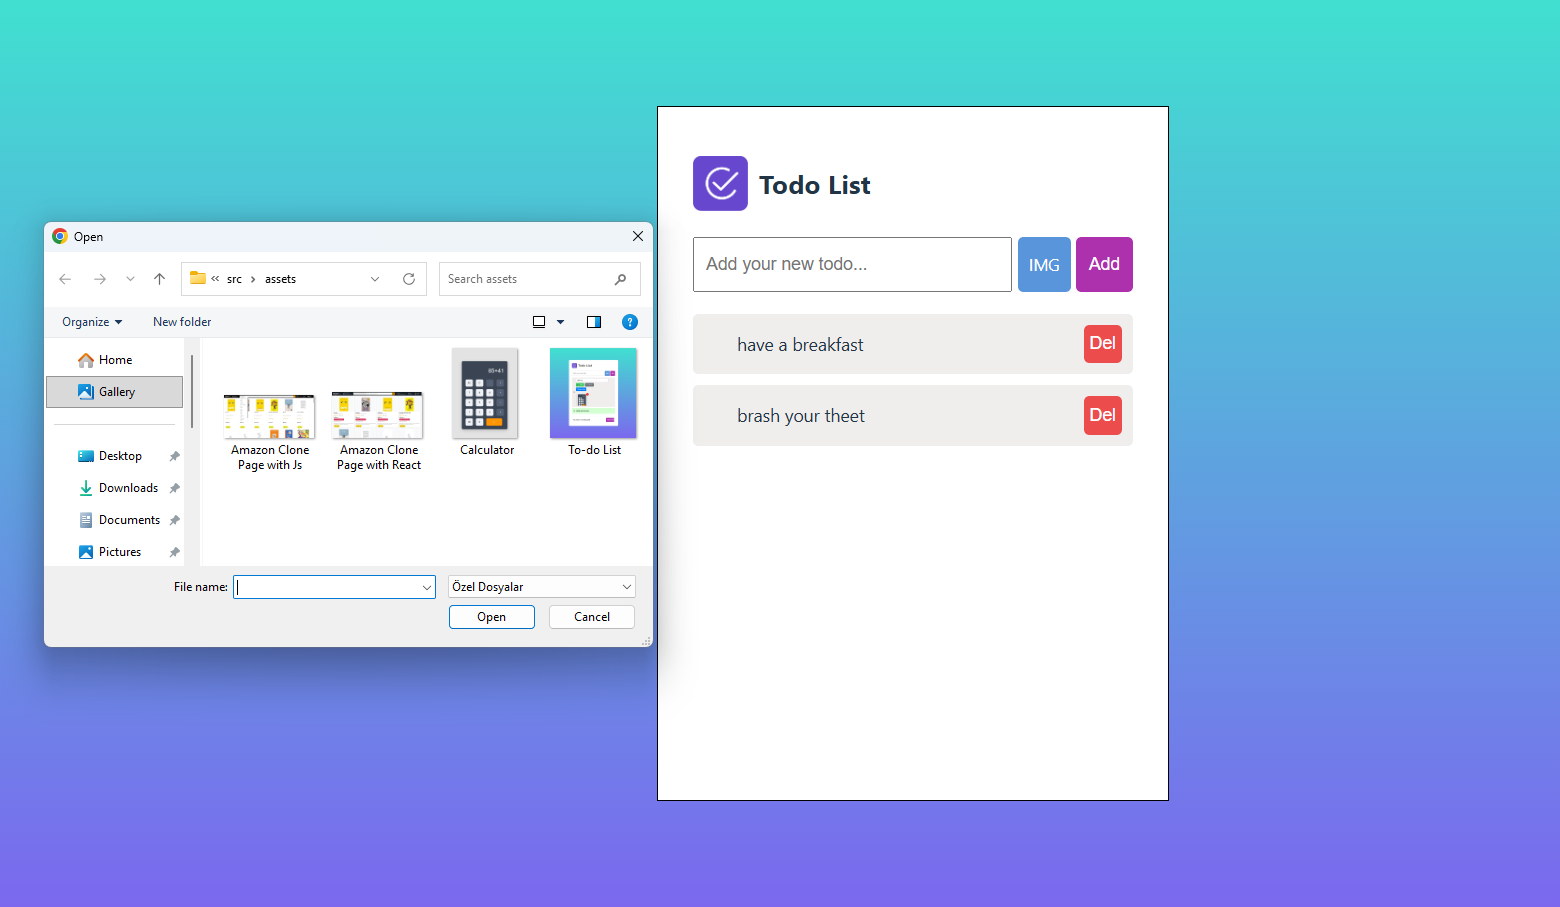 Open
src
assets
Search assets
Organize
New folder
Home
Gallery
Desktop
Downloads
Documents
Pictures
Amazon Clone
Page with Js
Amazon Clone
Page with React
Calculator
To-do List
File name:
Özel Dosyalar
Open
Cancel
Todo List
Add your new todo...
IMG
Add
have a breakfast
Del
brash your theet
Del